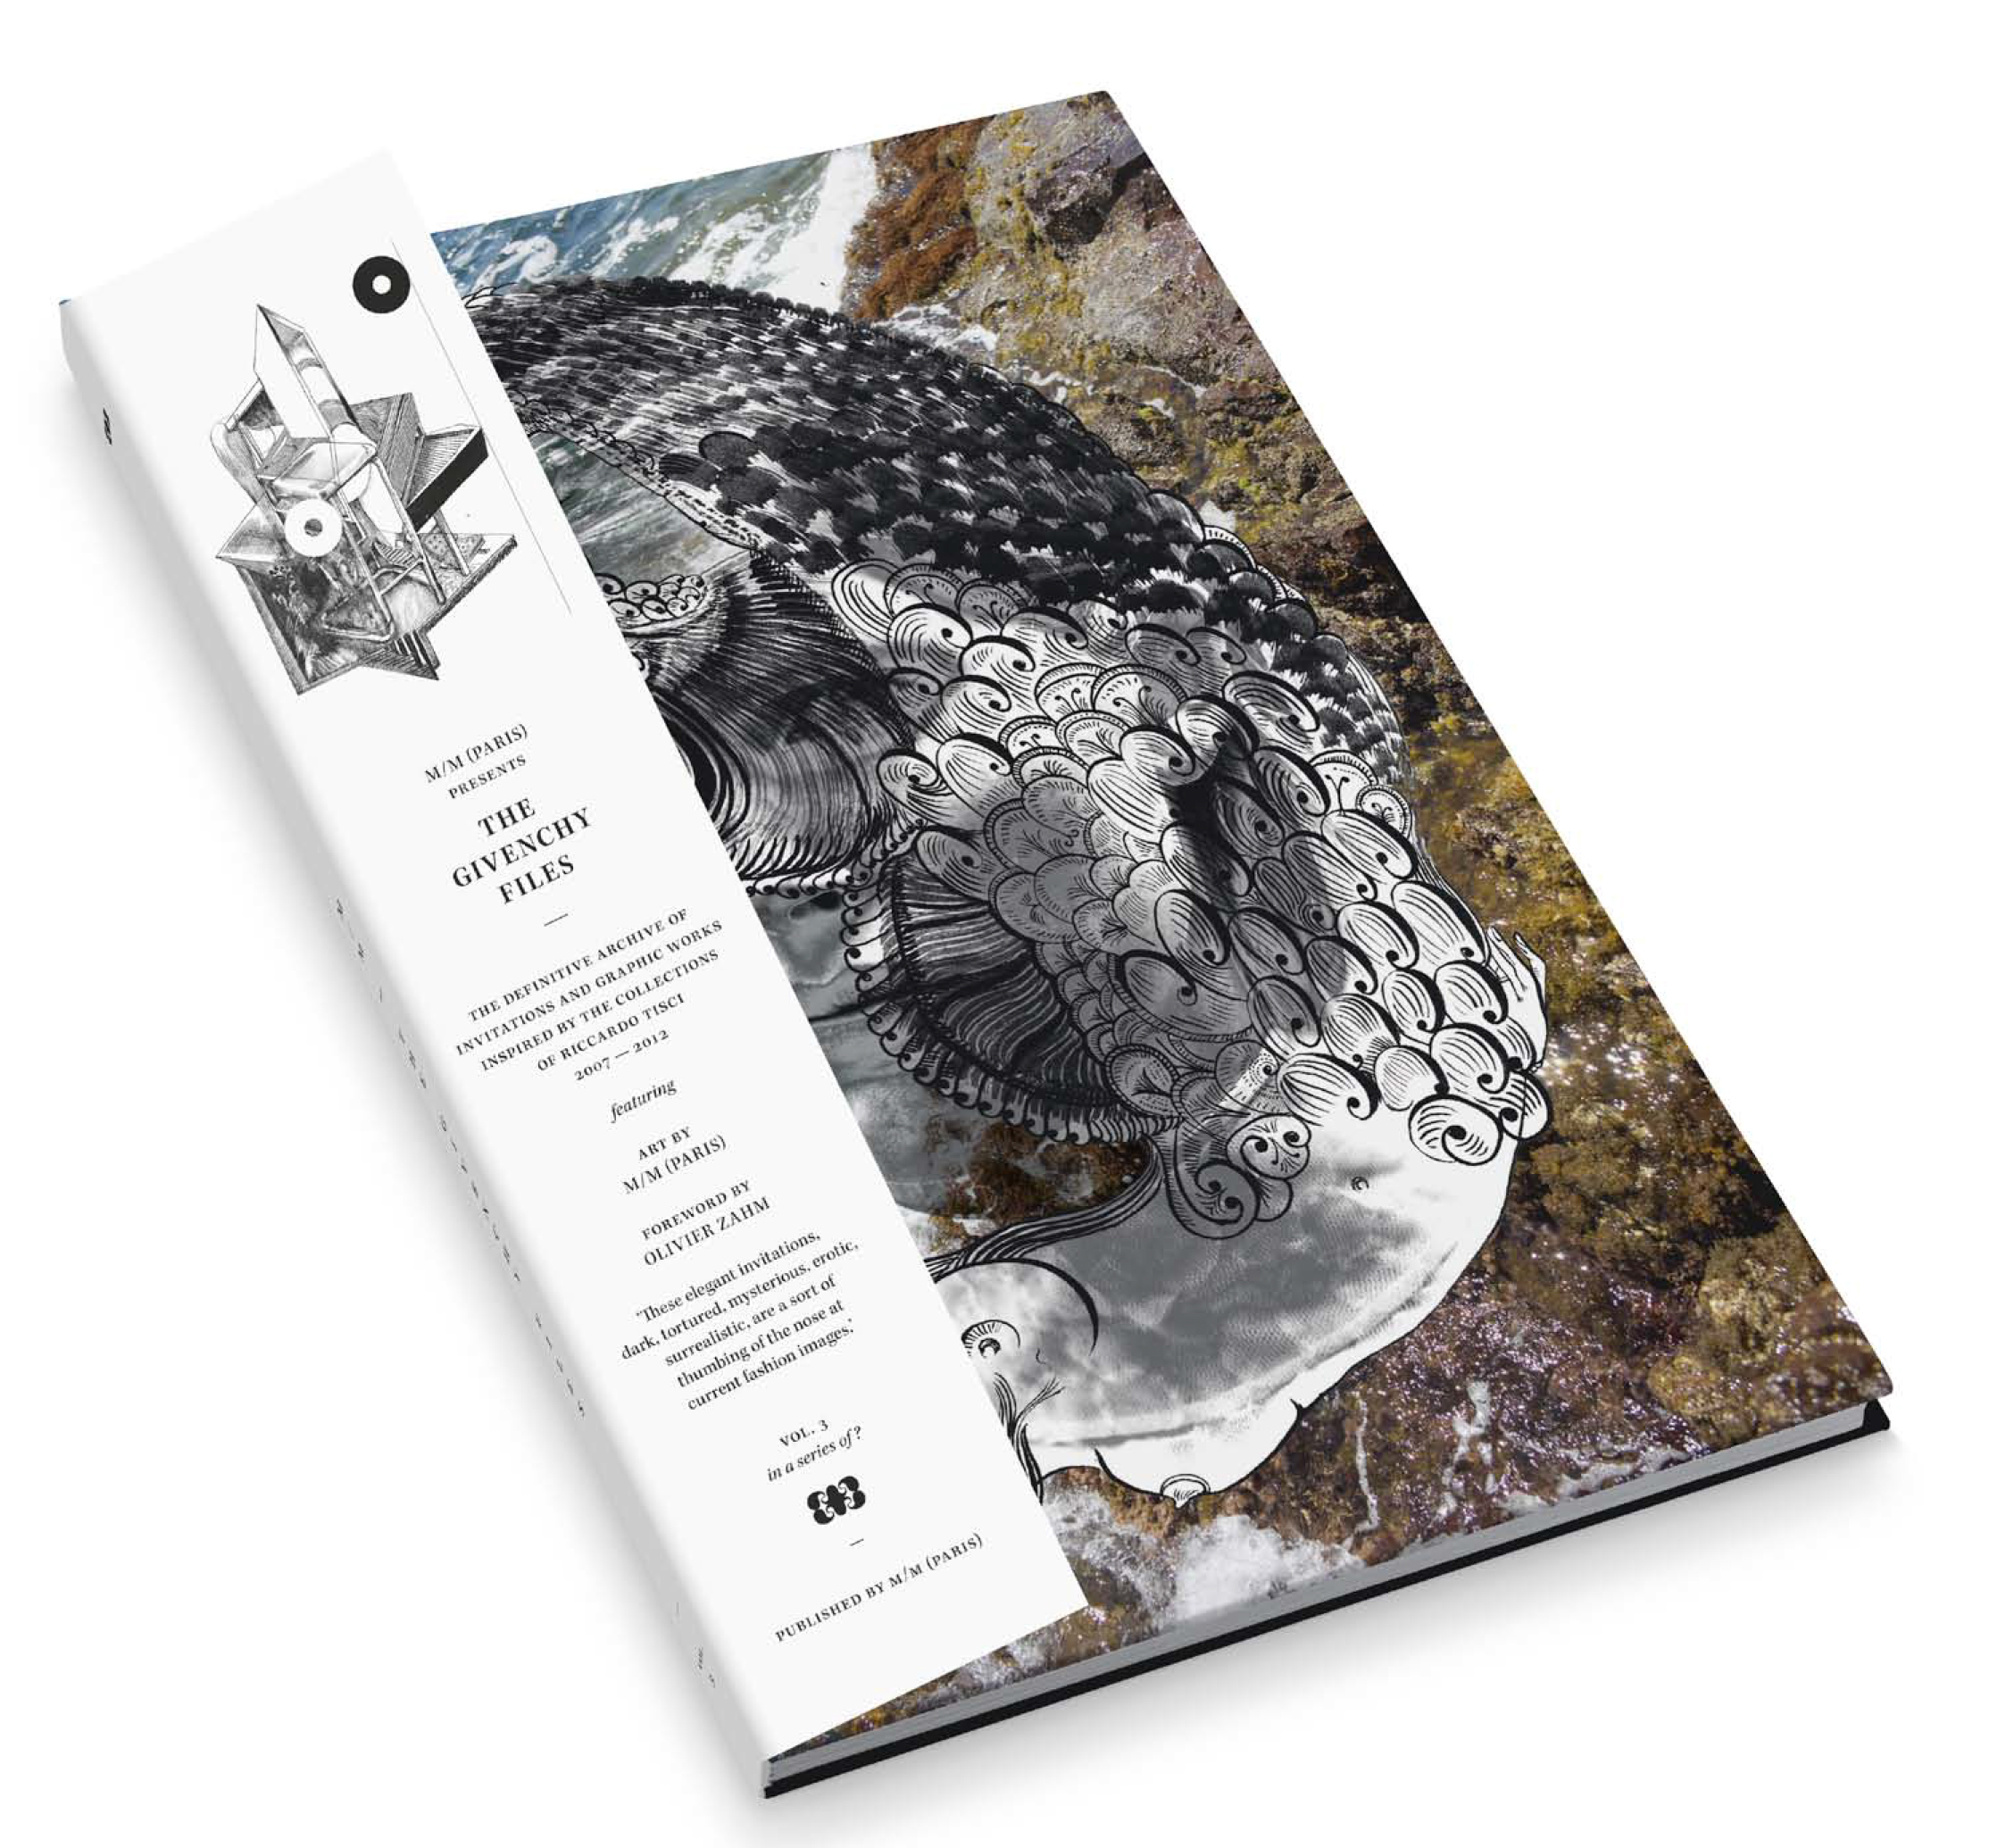 M/M (PARIS)
PRESENTS
THE
GIVENCHY
FILES
—
THE DEFINITIVE ARCHIVE OF
INVITATIONS AND GRAPHIC WORKS
INSPIRED BY THE COLLECTIONS
OF RICCARDO TISCI
2007 — 2012
featuring
ART BY
M/M (PARIS)
FOREWORD BY
OLIVIER ZAHM
"These elegant invitations,
dark, tortured, mysterious, erotic,
surrealistic, are a sort of
thumbing of the nose at
current fashion images."
VOL. 3
in a series of ?
—
PUBLISHED BY M/M (PARIS)
©